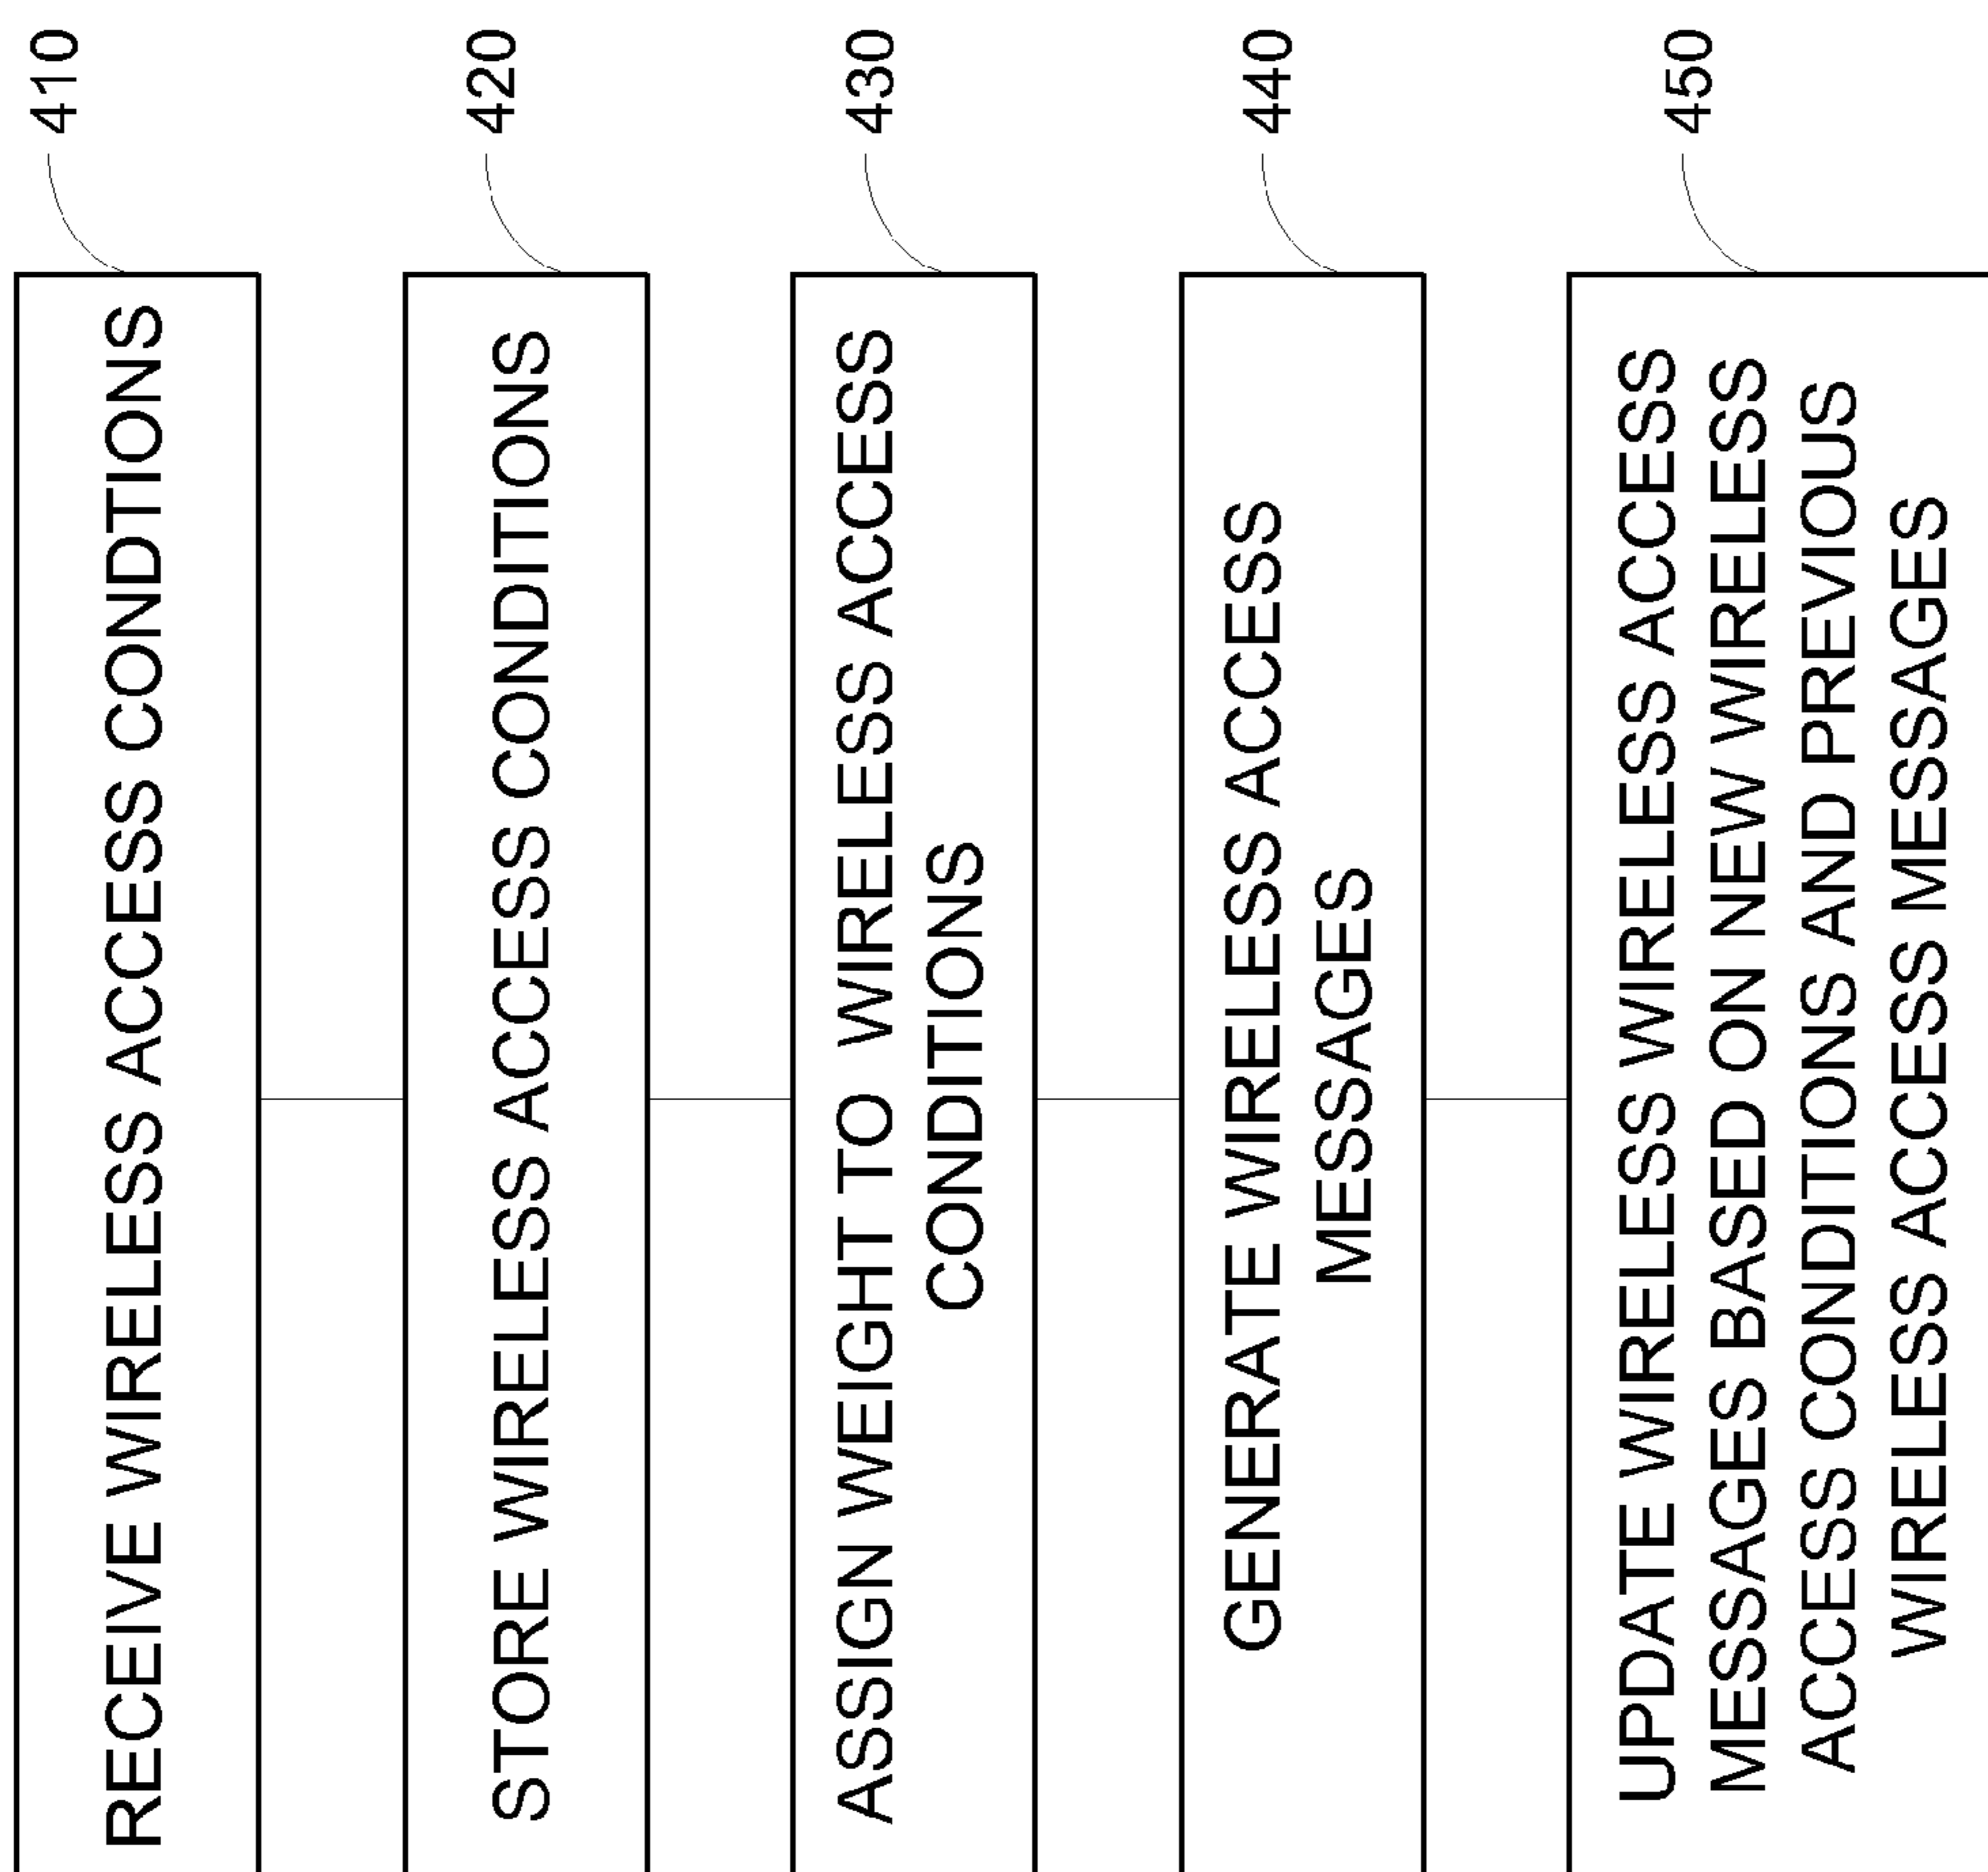 410
RECEIVE WIRELESS ACCESS CONDITIONS
420
STORE WIRELESS ACCESS CONDITIONS
430
ASSIGN WEIGHT TO WIRELESS ACCESS
CONDITIONS
440
GENERATE WIRELESS ACCESS
MESSAGES
450
UPDATE WIRELESS WIRELESS ACCESS
MESSAGES BASED ON NEW WIRELESS
ACCESS CONDITIONS AND PREVIOUS
WIRELESS ACCESS MESSAGES